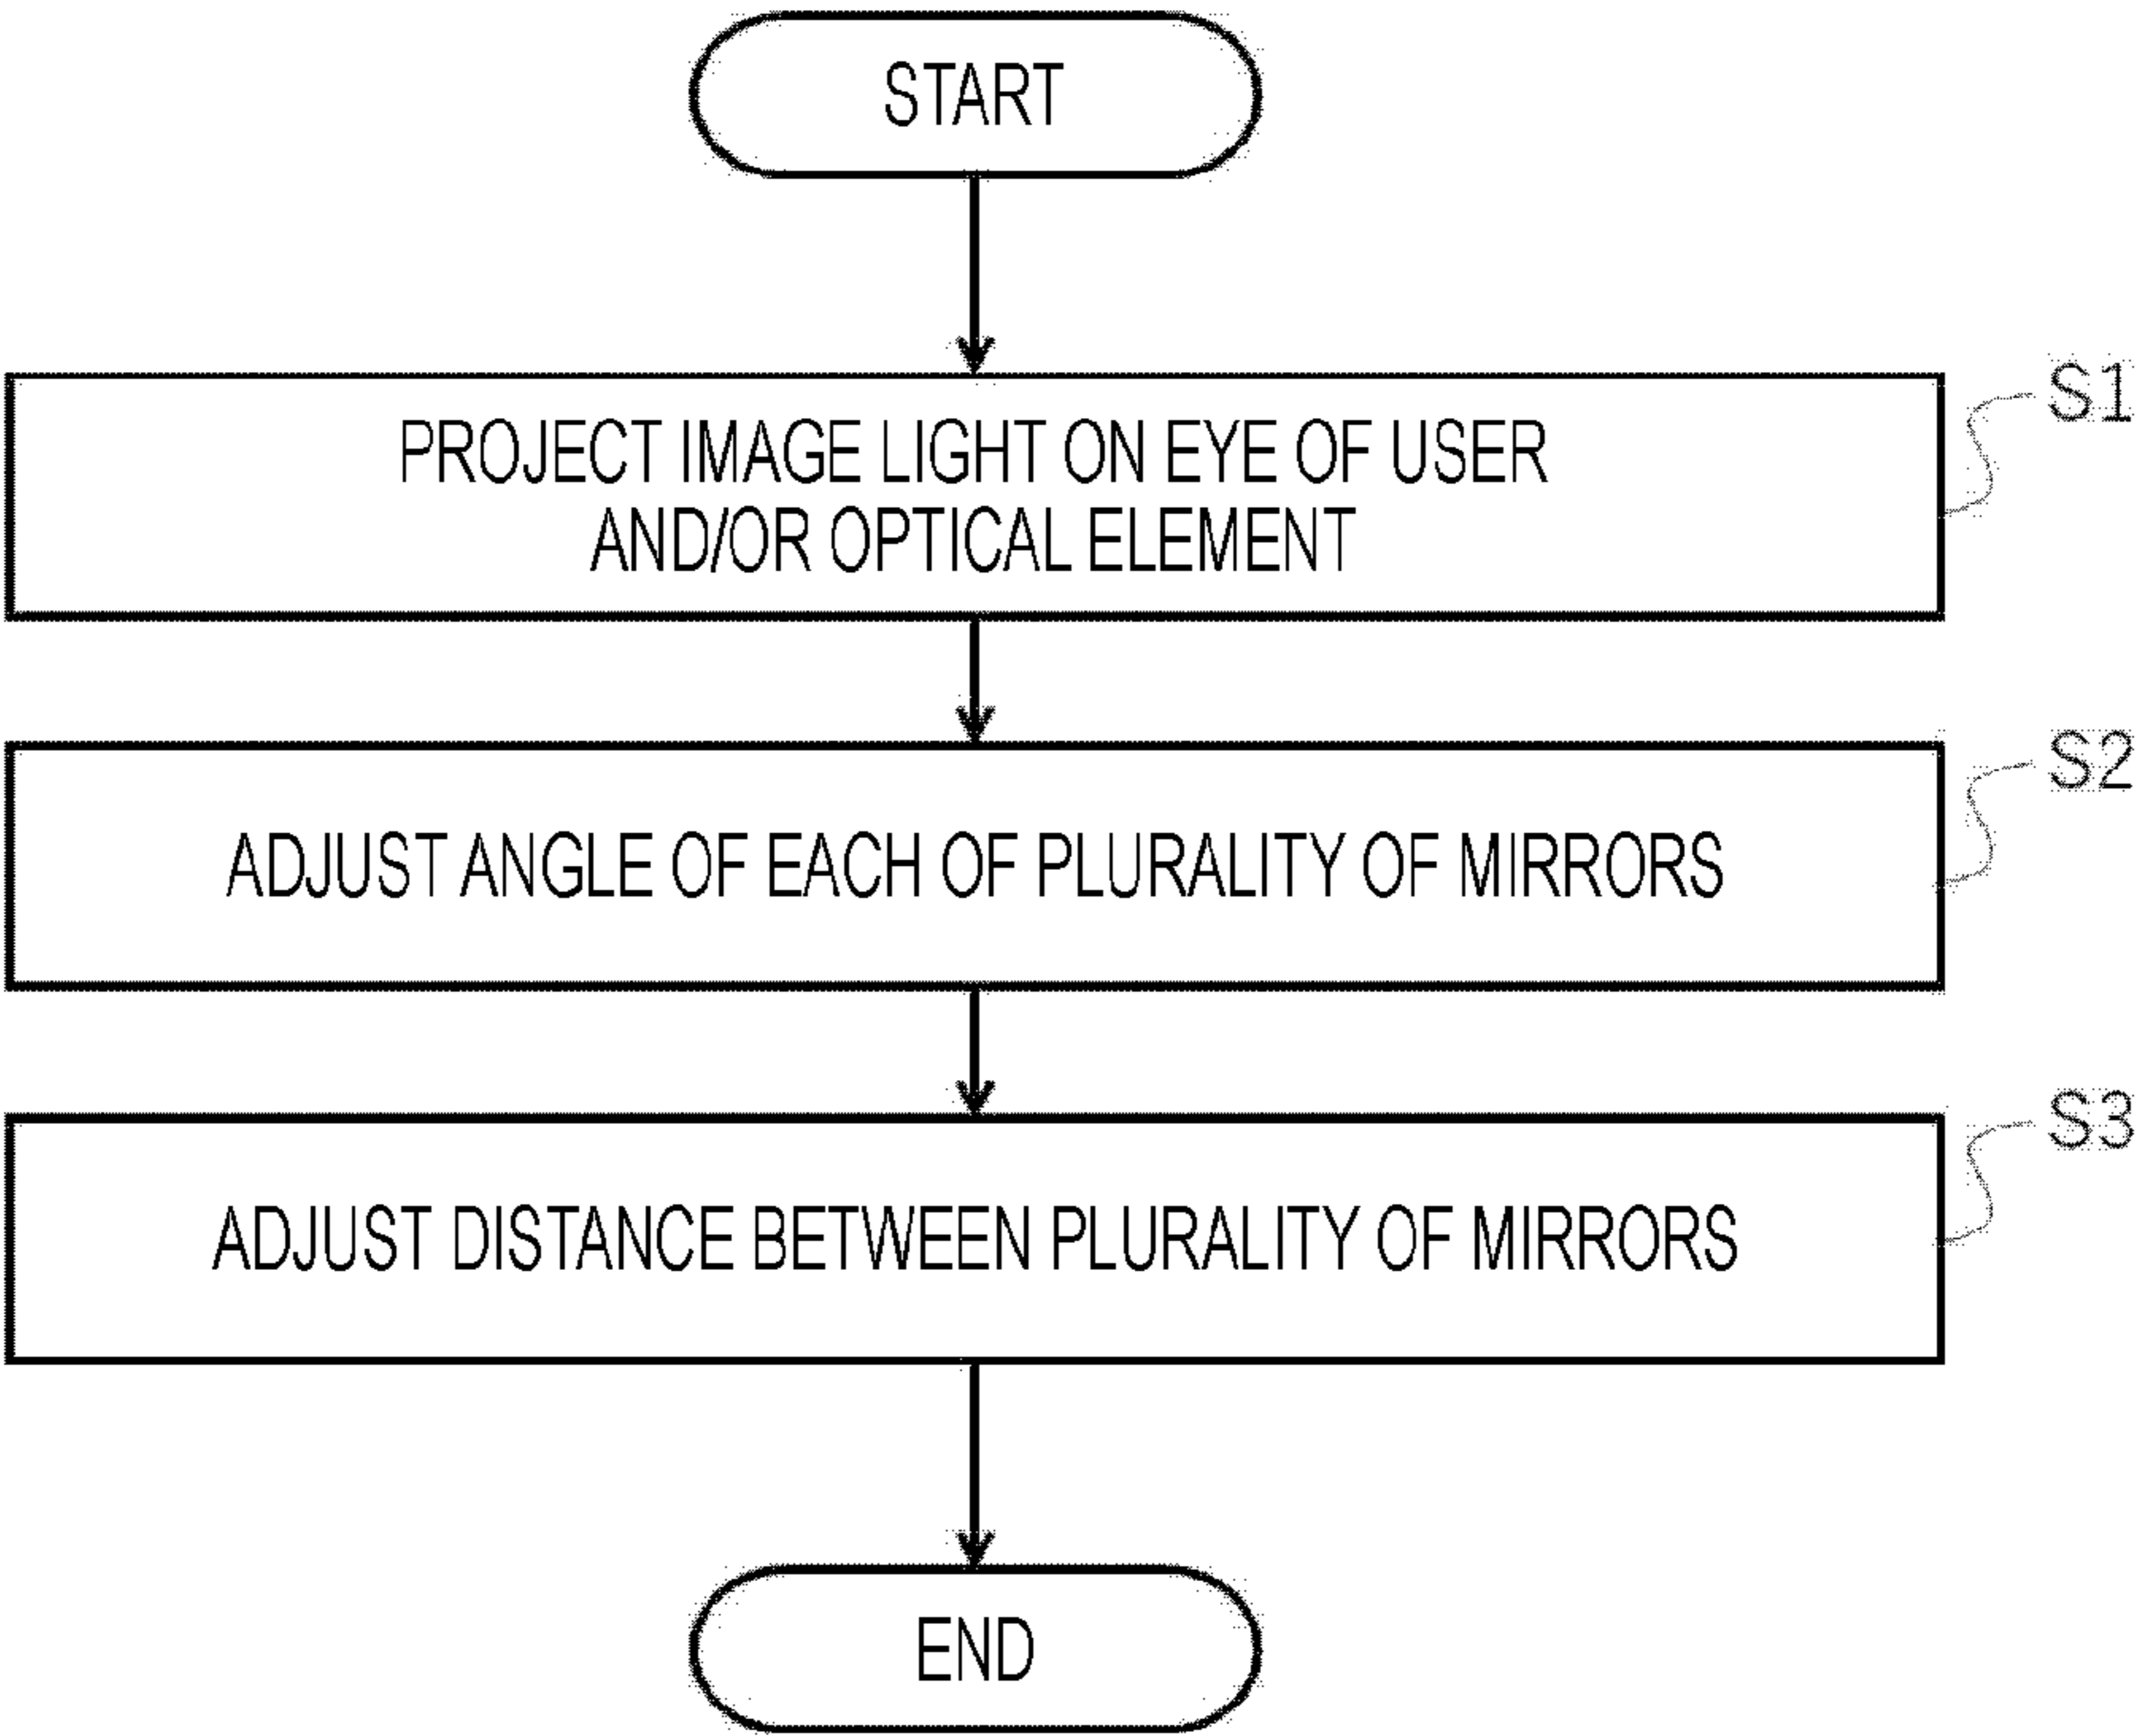 START
PROJECT IMAGE LIGHT ON EYE OF USER
AND/OR OPTICAL ELEMENT
S1
ADJUST ANGLE OF EACH OF PLURALITY OF MIRRORS
S2
ADJUST DISTANCE BETWEEN PLURALITY OF MIRRORS
S3
END